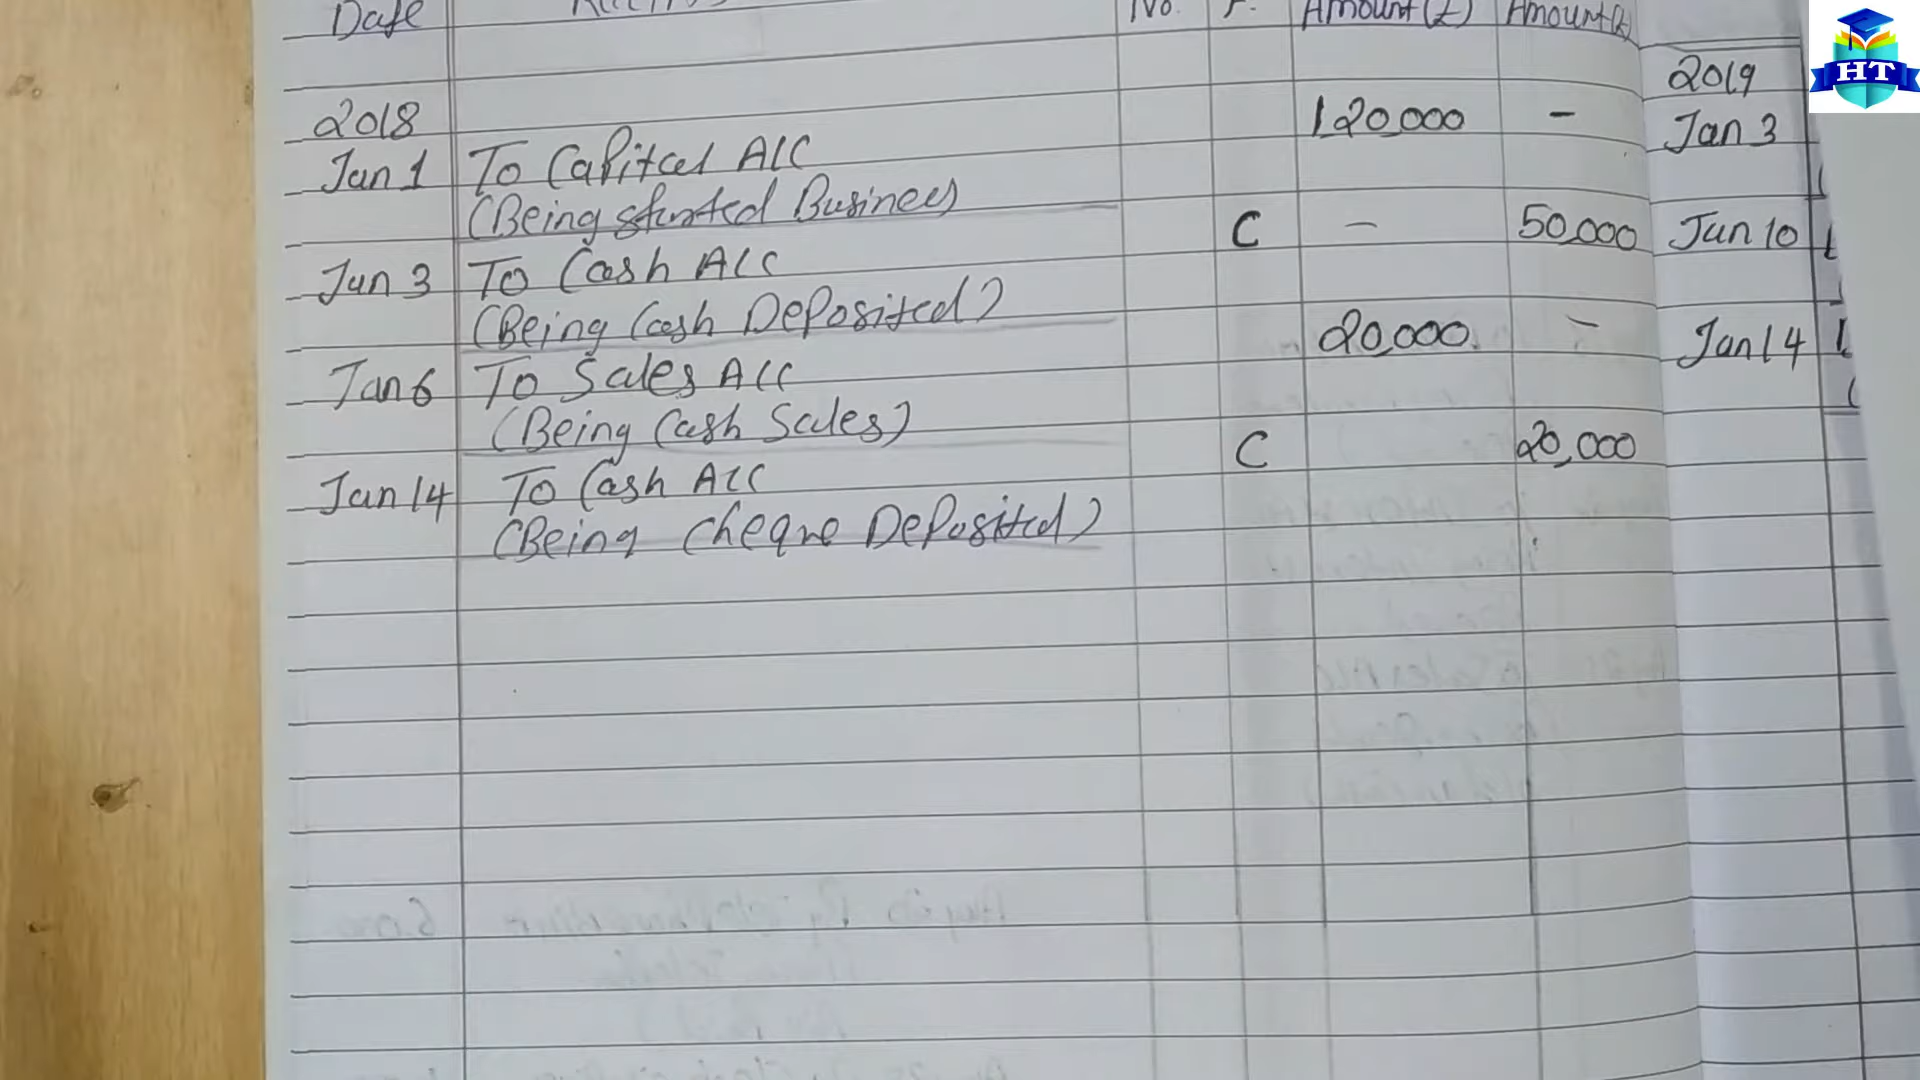 Date No. F. Amount (₹) Amount (₹)
2019
2018 1,20,000 - Jan 3
Jan 1 To Capital A/C
(Being started Business)
C - 50,000 Jan 10
Jan 3 To Cash A/C
(Being Cash Deposited)
20,000 - Jan 14
Jan 6 To Sales A/C
(Being Cash Sales)
C 20,000
Jan 14 To Cash A/C
(Being Cheque Deposited)
HT